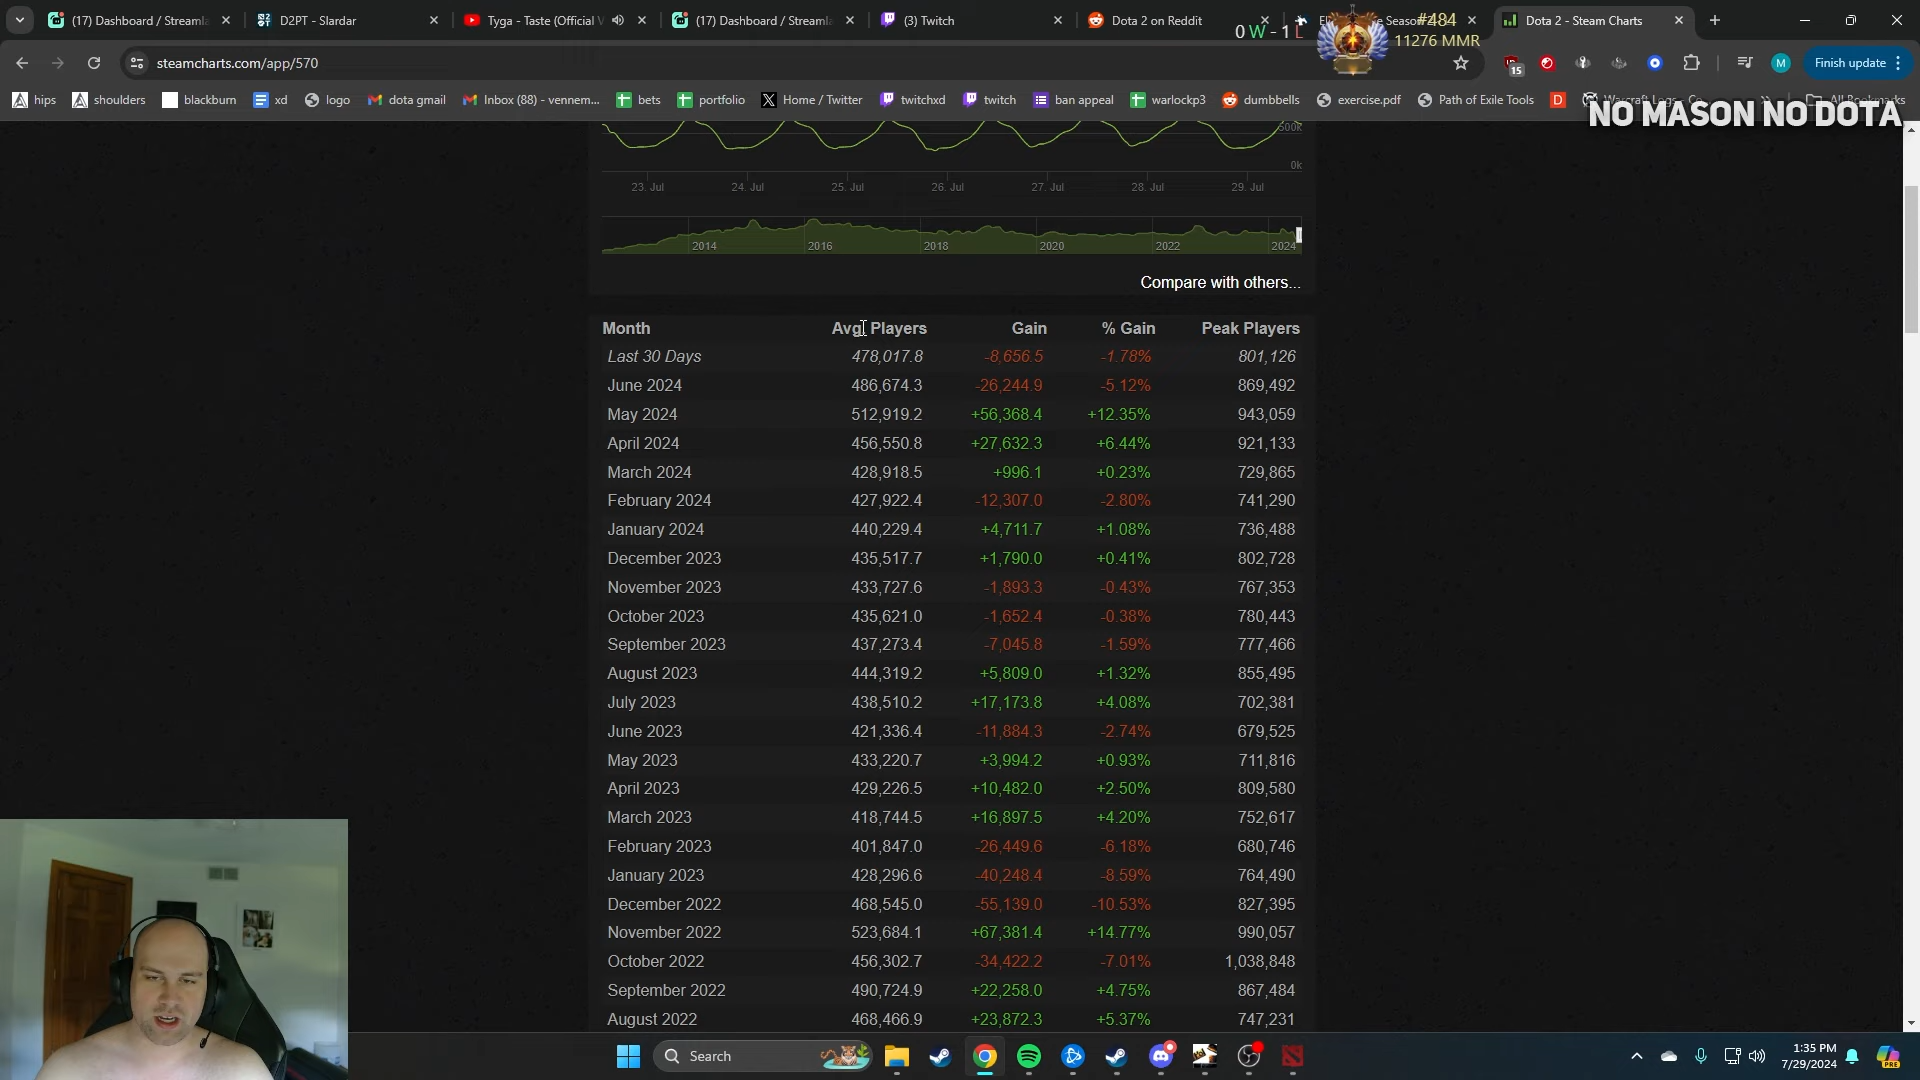 (17) Dashboard / Streamla
D2PT - Slardar
Tyga - Taste (Official V
(17) Dashboard / Streamla
(3) Twitch
Dota 2 on Reddit
Dota 2 - Steam Charts
0 W - 1 L
#484
11276 MMR
steamcharts.com/app/570
15
M
Finish update
hips
shoulders
blackburn
xd
logo
dota gmail
Inbox (88) - vennem...
bets
portfolio
Home / Twitter
twitchxd
twitch
ban appeal
warlockp3
dumbbells
exercise.pdf
Path of Exile Tools
D
All Bookmarks
NO MASON NO DOTA
500k
0k
23. Jul 24. Jul 25. Jul 26. Jul 27. Jul 28. Jul 29. Jul
2014 2016 2018 2020 2022 2024
Compare with others...
Month Avg. Players Gain % Gain Peak Players
Last 30 Days 478,017.8 -8,656.5 -1.78% 801,126
June 2024 486,674.3 -26,244.9 -5.12% 869,492
May 2024 512,919.2 +56,368.4 +12.35% 943,059
April 2024 456,550.8 +27,632.3 +6.44% 921,133
March 2024 428,918.5 +996.1 +0.23% 729,865
February 2024 427,922.4 -12,307.0 -2.80% 741,290
January 2024 440,229.4 +4,711.7 +1.08% 736,488
December 2023 435,517.7 +1,790.0 +0.41% 802,728
November 2023 433,727.6 -1,893.3 -0.43% 767,353
October 2023 435,621.0 -1,652.4 -0.38% 780,443
September 2023 437,273.4 -7,045.8 -1.59% 777,466
August 2023 444,319.2 +5,809.0 +1.32% 855,495
July 2023 438,510.2 +17,173.8 +4.08% 702,381
June 2023 421,336.4 -11,884.3 -2.74% 679,525
May 2023 433,220.7 +3,994.2 +0.93% 711,816
April 2023 429,226.5 +10,482.0 +2.50% 809,580
March 2023 418,744.5 +16,897.5 +4.20% 752,617
February 2023 401,847.0 -26,449.6 -6.18% 680,746
January 2023 428,296.6 -40,248.4 -8.59% 764,490
December 2022 468,545.0 -55,139.0 -10.53% 827,395
November 2022 523,684.1 +67,381.4 +14.77% 990,057
October 2022 456,302.7 -34,422.2 -7.01% 1,038,848
September 2022 490,724.9 +22,258.0 +4.75% 867,484
August 2022 468,466.9 +23,872.3 +5.37% 747,231
Search
1:35 PM
7/29/2024
PRE